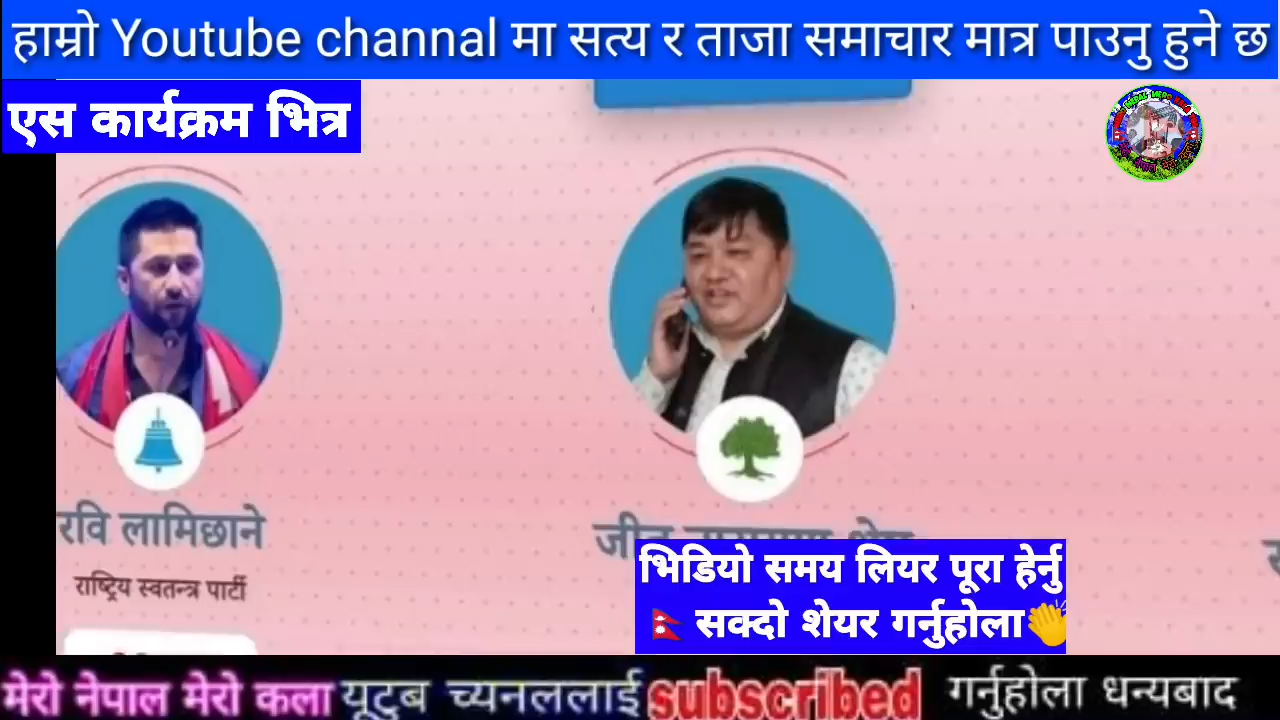 हाम्रो Youtube channal मा सत्य र ताजा समाचार मात्र पाउनु हुने छ
एस कार्यक्रम भित्र
रवि लामिछाने
राष्ट्रिय स्वतन्त्र पार्टी
भिडियो समय लियर पूरा हेर्नु
🇳🇵 सक्दो शेयर गर्नुहोला👏
मेरो नेपाल मेरो कला यूटुब च्यनललाई subscribed गर्नुहोला धन्यबाद